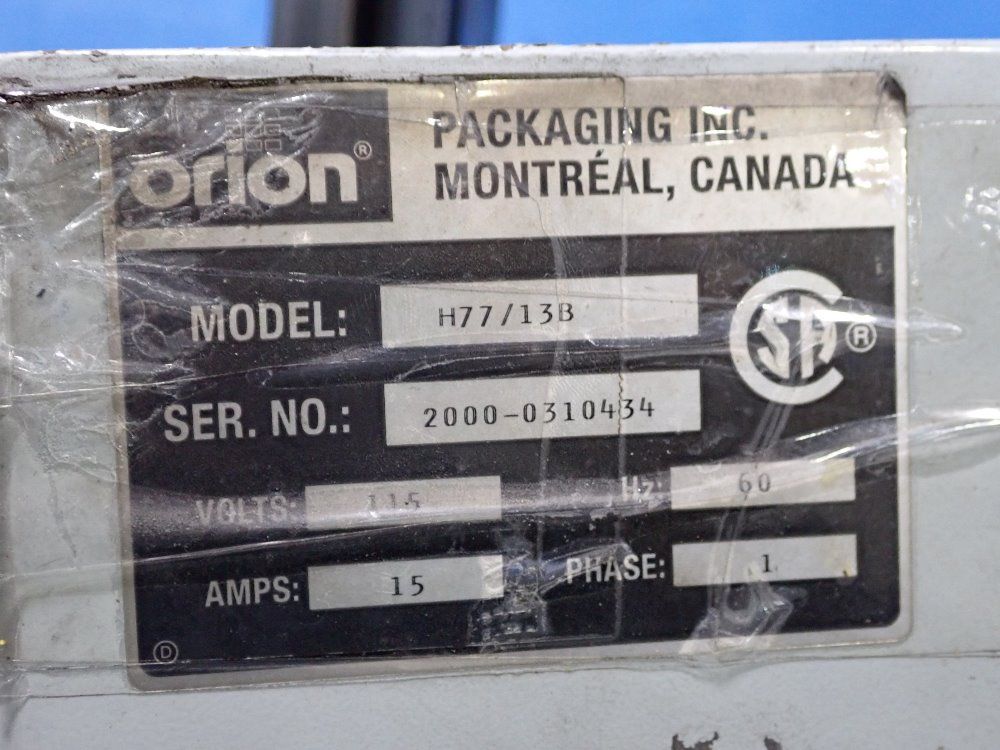 orion®
PACKAGING INC.
MONTRÉAL, CANADA
MODEL: H77/13B
CSA ®
SER. NO.: 2000-0310434
VOLTS: 115 Hz: 60
AMPS: 15 PHASE: 1
D